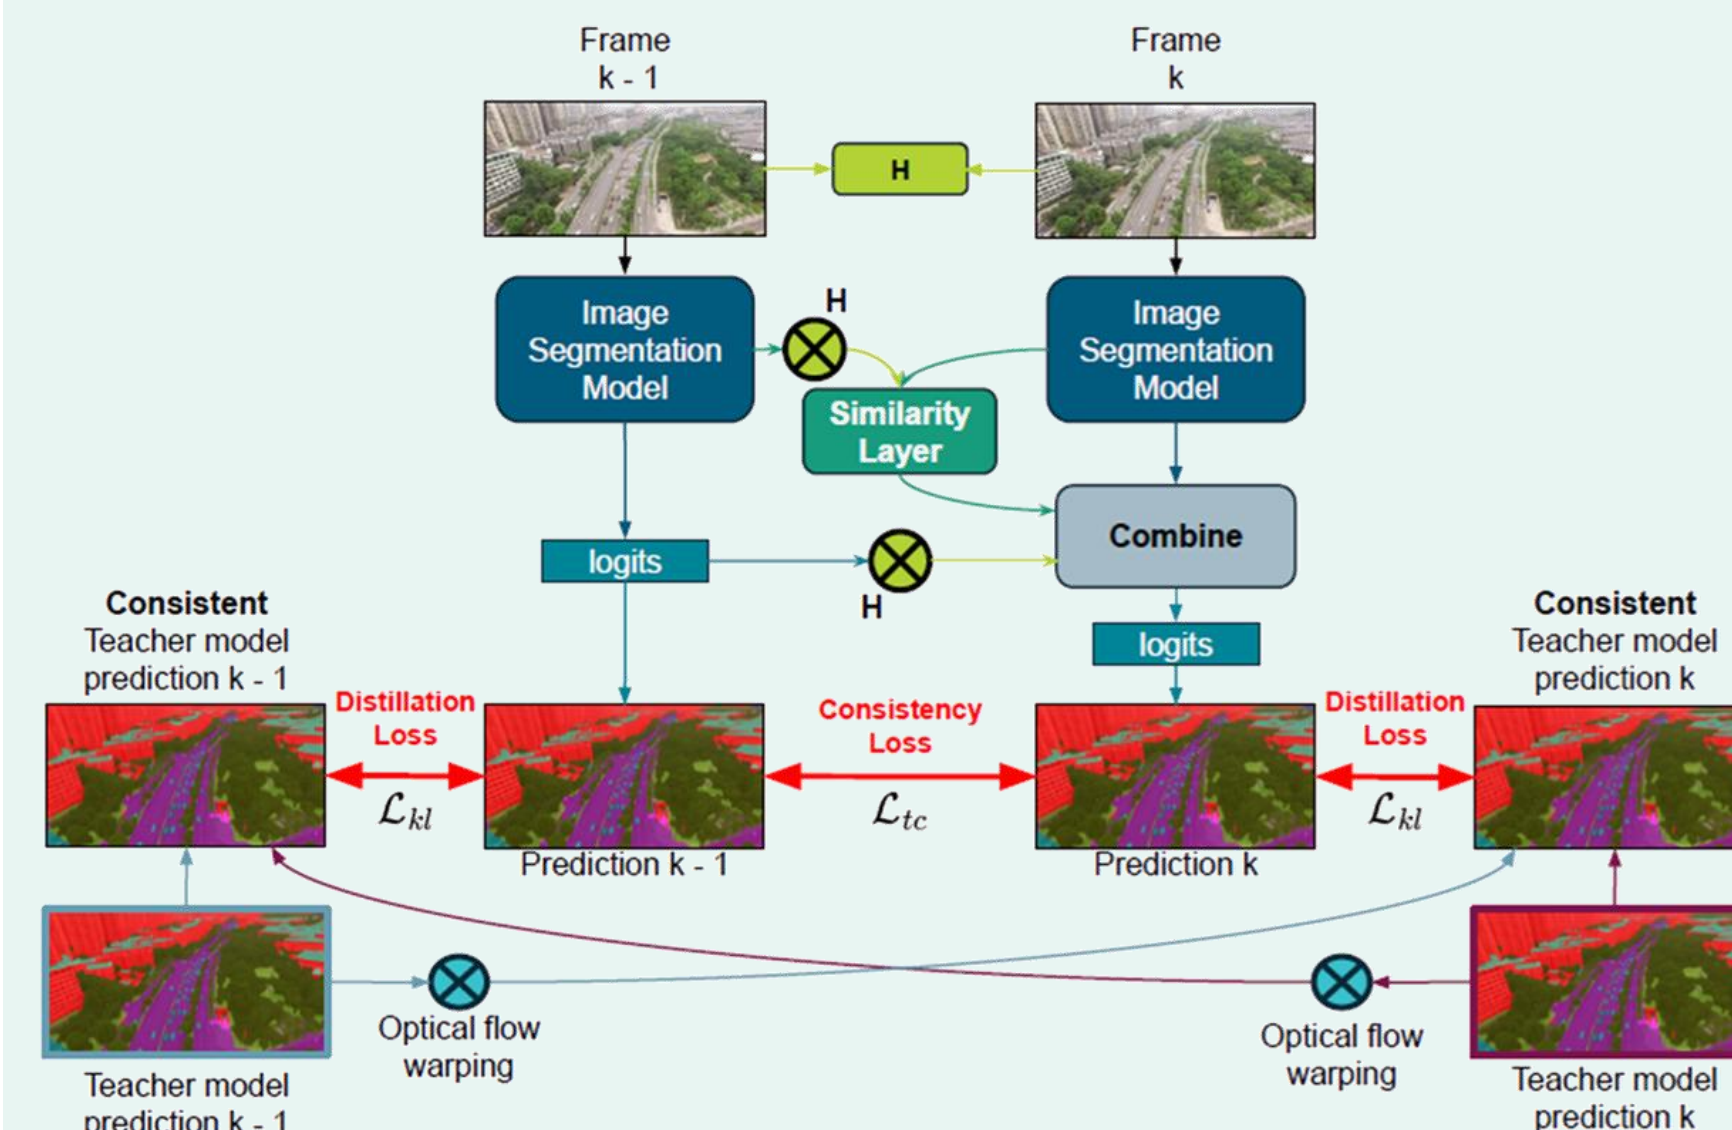 Frame
k - 1
Frame
k
H
Image
Segmentation
Model
H
Image
Segmentation
Model
Similarity
Layer
Combine
logits
H
logits
Consistent
Teacher model
prediction k - 1
Consistent
Teacher model
prediction k
Distillation
Loss
Consistency
Loss
Distillation
Loss
ℒkl
ℒtc
ℒkl
Prediction k - 1
Prediction k
Optical flow
warping
Optical flow
warping
Teacher model
prediction k - 1
Teacher model
prediction k